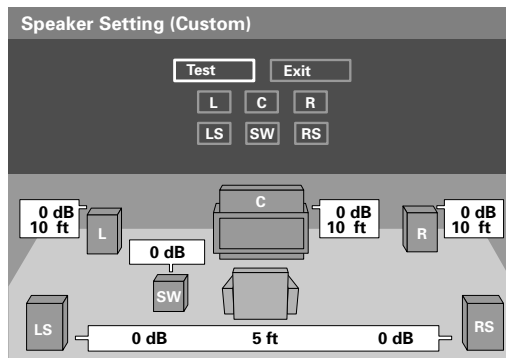 Speaker Setting (Custom)
Test Exit
L C R
LS SW RS
C
0 dB
10 ft
L
0 dB
10 ft
R
0 dB
10 ft
0 dB
SW
LS
0 dB 5 ft 0 dB
RS